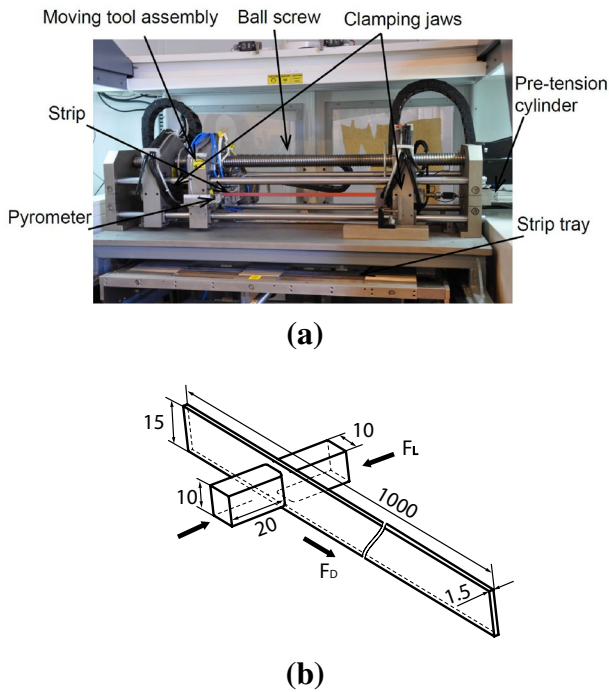 Moving tool assembly
Ball screw
Clamping jaws
Pre-tension
cylinder
Strip
Pyrometer
Strip tray
(a)
15
10
FL
10
20
1000
FD
1.5
(b)